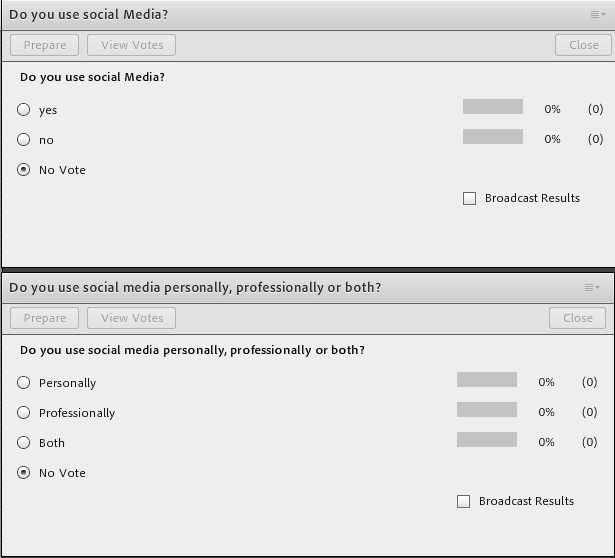 Do you use social Media?
Prepare View Votes Close
Do you use social Media?
yes 0% (0)
no 0% (0)
No Vote
Broadcast Results
Do you use social media personally, professionally or both?
Prepare View Votes Close
Do you use social media personally, professionally or both?
Personally 0% (0)
Professionally 0% (0)
Both 0% (0)
No Vote
Broadcast Results